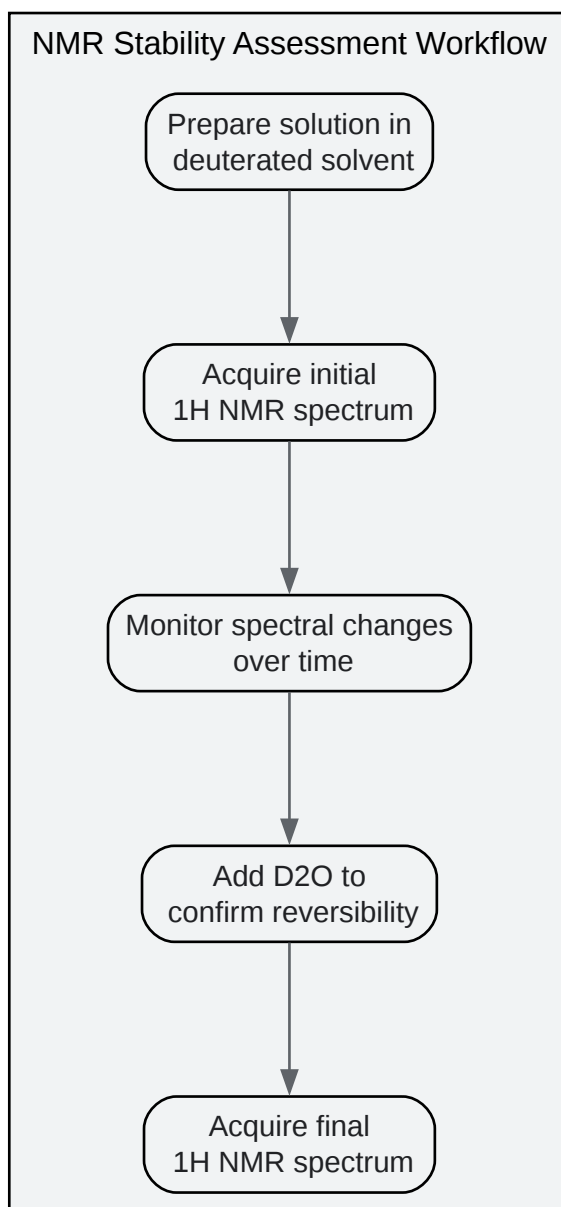 NMR Stability Assessment Workflow
Prepare solution in
deuterated solvent
Acquire initial
1H NMR spectrum
Monitor spectral changes
over time
Add D2O to
confirm reversibility
Acquire final
1H NMR spectrum